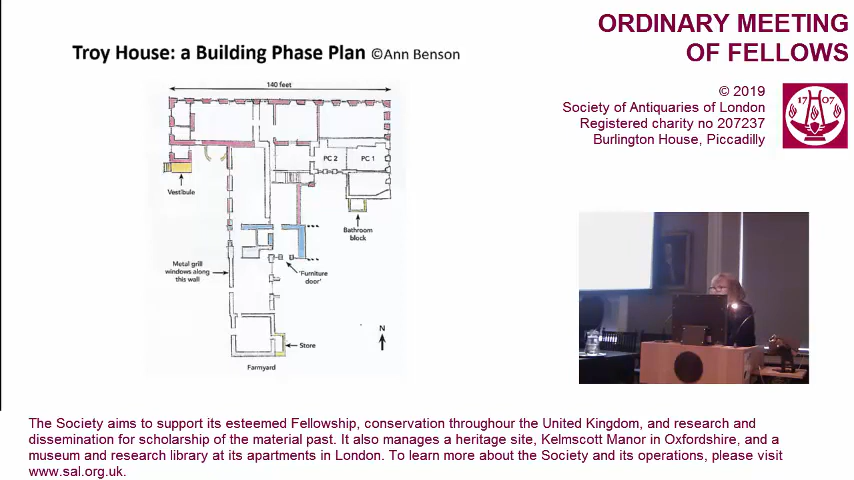 ORDINARY MEETING
OF FELLOWS
Troy House: a Building Phase Plan ©Ann Benson
© 2019
Society of Antiquaries of London
Registered charity no 207237
Burlington House, Piccadilly
17 07
140 feet
PC 2
PC 1
Vestibule
Bathroom
block
Metal grill
windows along
this wall
'Furniture
door'
N
Store
Farmyard
The Society aims to support its esteemed Fellowship, conservation throughour the United Kingdom, and research and
dissemination for scholarship of the material past. It also manages a heritage site, Kelmscott Manor in Oxfordshire, and a
museum and research library at its apartments in London. To learn more about the Society and its operations, please visit
www.sal.org.uk.